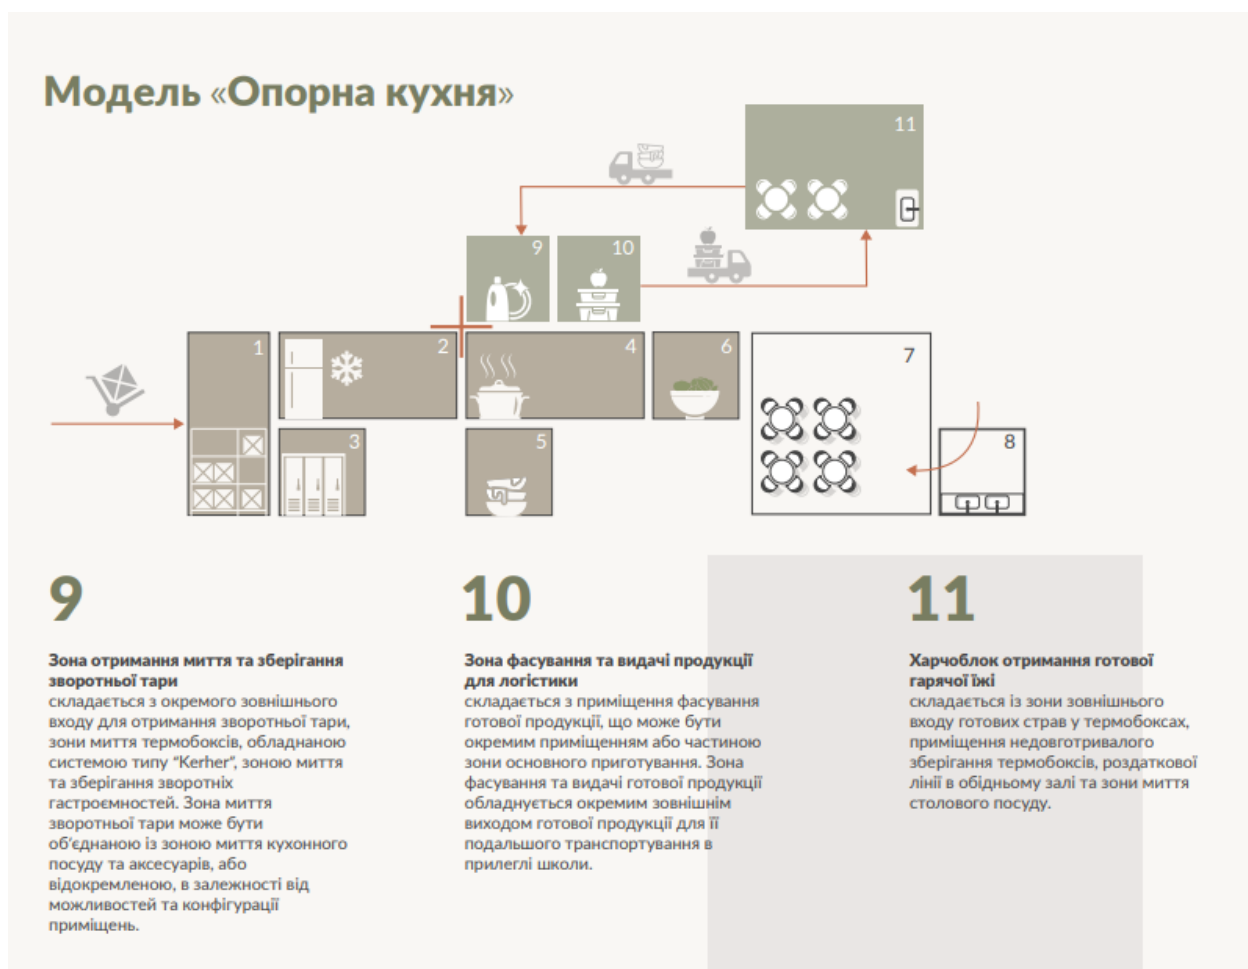 Модель «Опорна кухня»
11
9
10
1
2
4
6
7
3
5
8
9
Зона отримання миття та зберігання
зворотньої тари
складається з окремого зовнішнього
входу для отримання зворотньої тари,
зони миття термобоксів, обладнаною
системою типу “Kerher”, зоною миття
та зберігання зворотніх
гастроємностей. Зона миття
зворотньої тари може бути
об’єднаною із зоною миття кухонного
посуду та аксесуарів, або
відокремленою, в залежності від
можливостей та конфігурації
приміщень.
10
Зона фасування та видачі продукції
для логістики
складається з приміщення фасування
готової продукції, що може бути
окремим приміщенням або частиною
зони основного приготування. Зона
фасування та видачі готової продукції
обладнується окремим зовнішнім
виходом готової продукції для її
подальшого транспортування в
прилеглі школи.
11
Харчоблок отримання готової
гарячої їжі
складається із зони зовнішнього
входу готових страв у термобоксах,
приміщення недовготривалого
зберігання термобоксів, роздаткової
лінії в обідньому залі та зони миття
столового посуду.